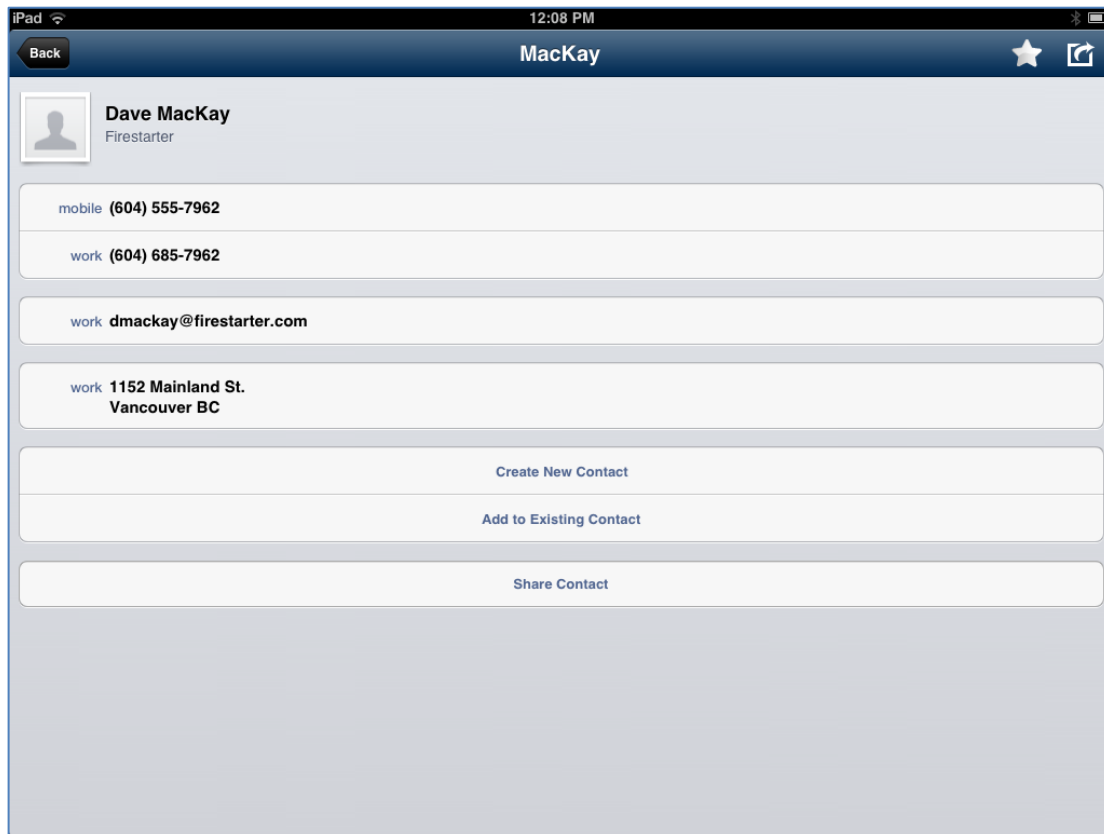 iPad 12:08 PM
Back MacKay
Dave MacKay
Firestarter
mobile (604) 555-7962
work (604) 685-7962
work dmackay@firestarter.com
work 1152 Mainland St.
Vancouver BC
Create New Contact
Add to Existing Contact
Share Contact